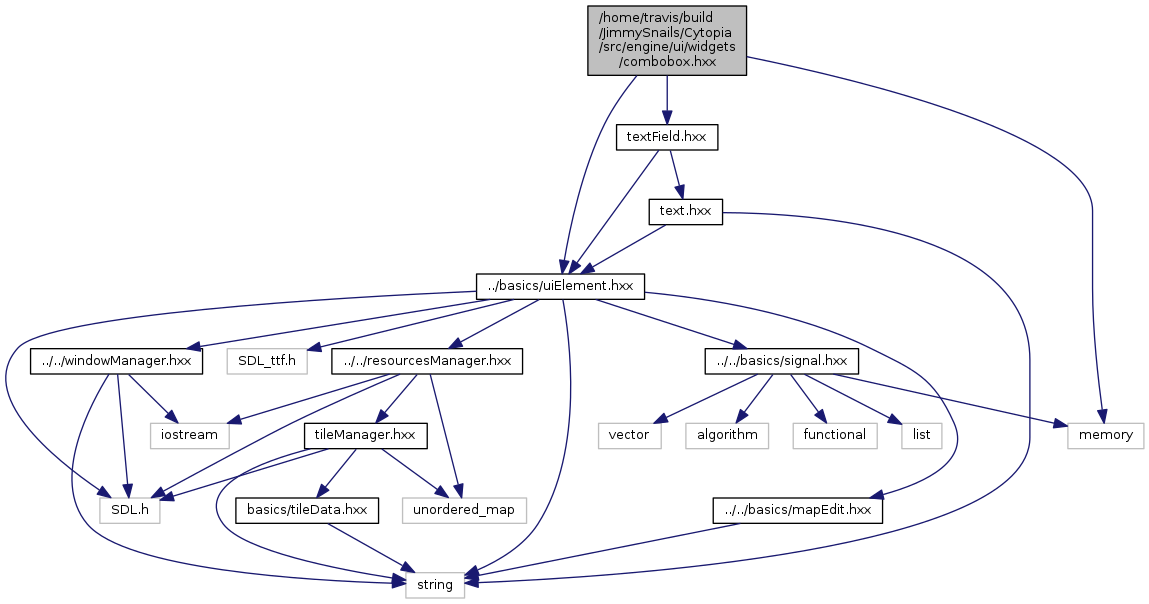 /home/travis/build
/JimmySnails/Cytopia
/src/engine/ui/widgets
/combobox.hxx
textField.hxx
text.hxx
../basics/uiElement.hxx
../../windowManager.hxx
SDL_ttf.h
../../resourcesManager.hxx
../../basics/signal.hxx
iostream
tileManager.hxx
vector
algorithm
functional
list
memory
SDL.h
basics/tileData.hxx
unordered_map
../../basics/mapEdit.hxx
string